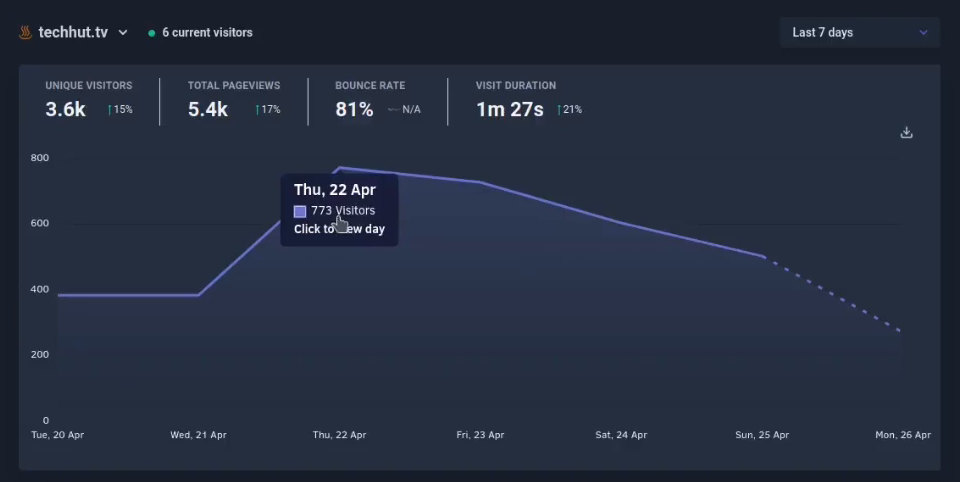 techhut.tv 6 current visitors Last 7 days
UNIQUE VISITORS TOTAL PAGEVIEWS BOUNCE RATE VISIT DURATION
3.6k ↑15% 5.4k ↑17% 81% N/A 1m 27s ↑21%
800
Thu, 22 Apr
773 Visitors
Click to day
600
400
200
0
Tue, 20 Apr Wed, 21 Apr Thu, 22 Apr Fri, 23 Apr Sat, 24 Apr Sun, 25 Apr Mon, 26 Apr